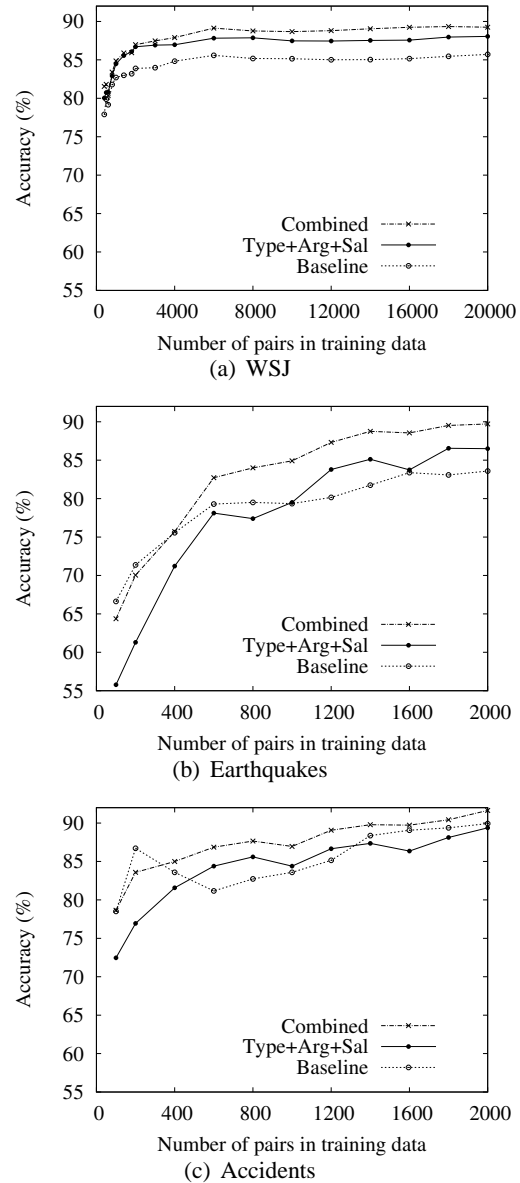 90
85
80
75
70
65
60
55
Accuracy (%)
Combined
Type+Arg+Sal
Baseline
0 4000 8000 12000 16000 20000
Number of pairs in training data
(a) WSJ
90
85
80
75
70
65
60
55
Accuracy (%)
Combined
Type+Arg+Sal
Baseline
0 400 800 1200 1600 2000
Number of pairs in training data
(b) Earthquakes
90
85
80
75
70
65
60
55
Accuracy (%)
Combined
Type+Arg+Sal
Baseline
0 400 800 1200 1600 2000
Number of pairs in training data
(c) Accidents